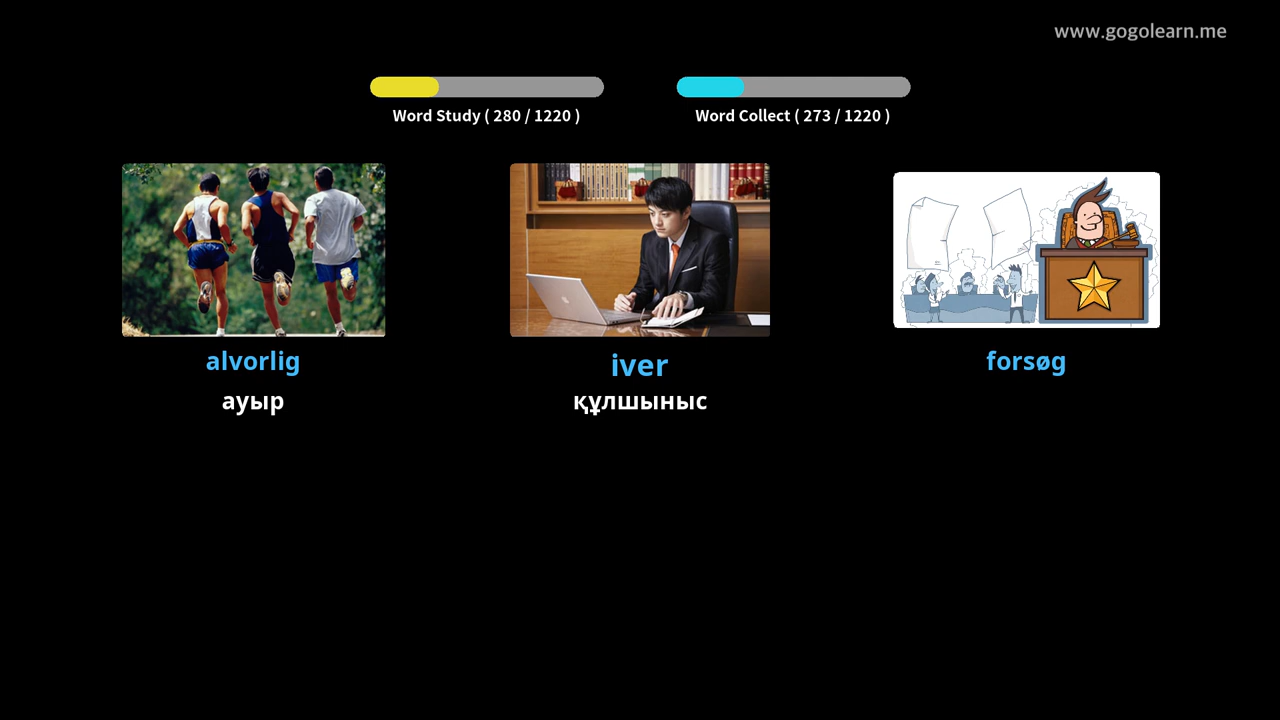 www.gogolearn.me
Word Study ( 280 / 1220 )
Word Collect ( 273 / 1220 )
alvorlig
ауыр
iver
құлшыныс
forsøg